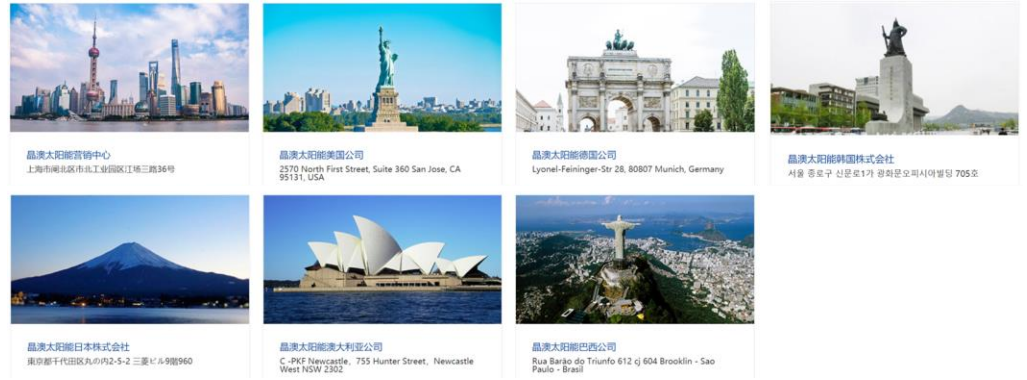 晶澳太阳能营销中心
上海市闸北区市北工业园区江场三路36号
晶澳太阳能美国公司
2570 North First Street, Suite 360 San Jose, CA
95131, USA
晶澳太阳能德国公司
Lyonel-Feininger-Str 28, 80807 Munich, Germany
晶澳太阳能韩国株式会社
서울 종로구 신문로1가 광화문오피시아빌딩 705호
晶澳太阳能日本株式会社
東京都千代田区丸の内2-5-2 三菱ビル9階960
晶澳太阳能澳大利亚公司
C -PKF Newcastle, 755 Hunter Street, Newcastle
West NSW 2302
晶澳太阳能巴西公司
Rua Barão do Triunfo 612 cj 604 Brooklin - Sao
Paulo - Brasil